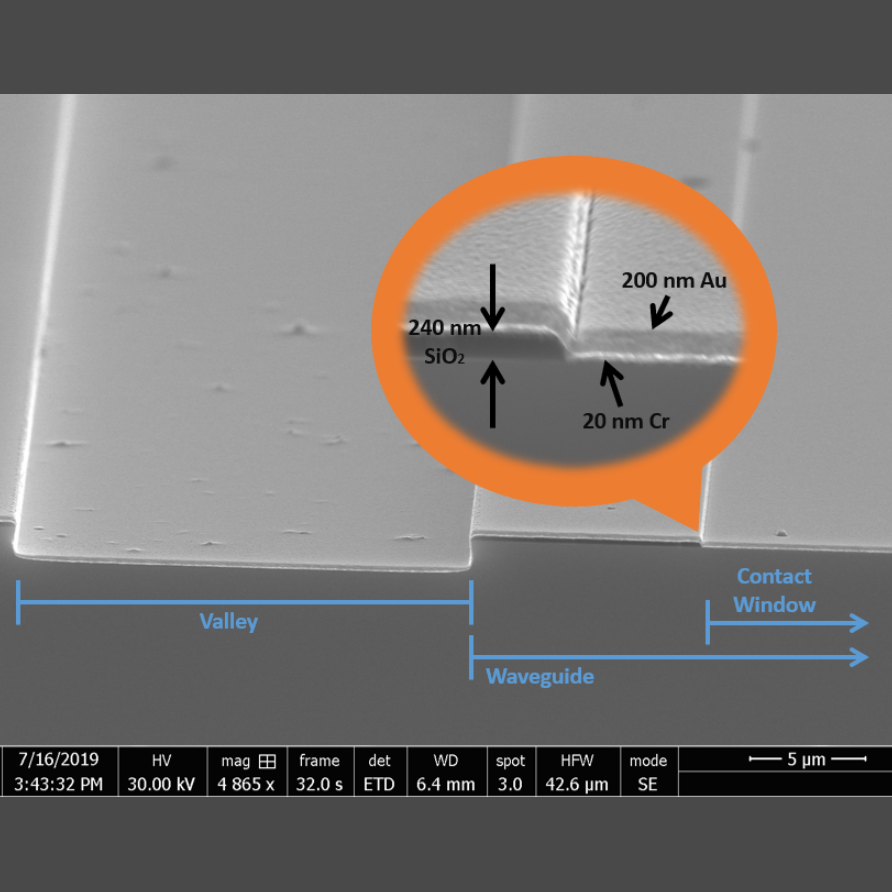 200 nm Au
240 nm
SiO₂
20 nm Cr
Contact
Window
Valley
Waveguide
7/16/2019 HV mag frame det WD spot HFW mode 5 µm
3:43:32 PM 30.00 kV 4 865 x 32.0 s ETD 6.4 mm 3.0 42.6 µm SE